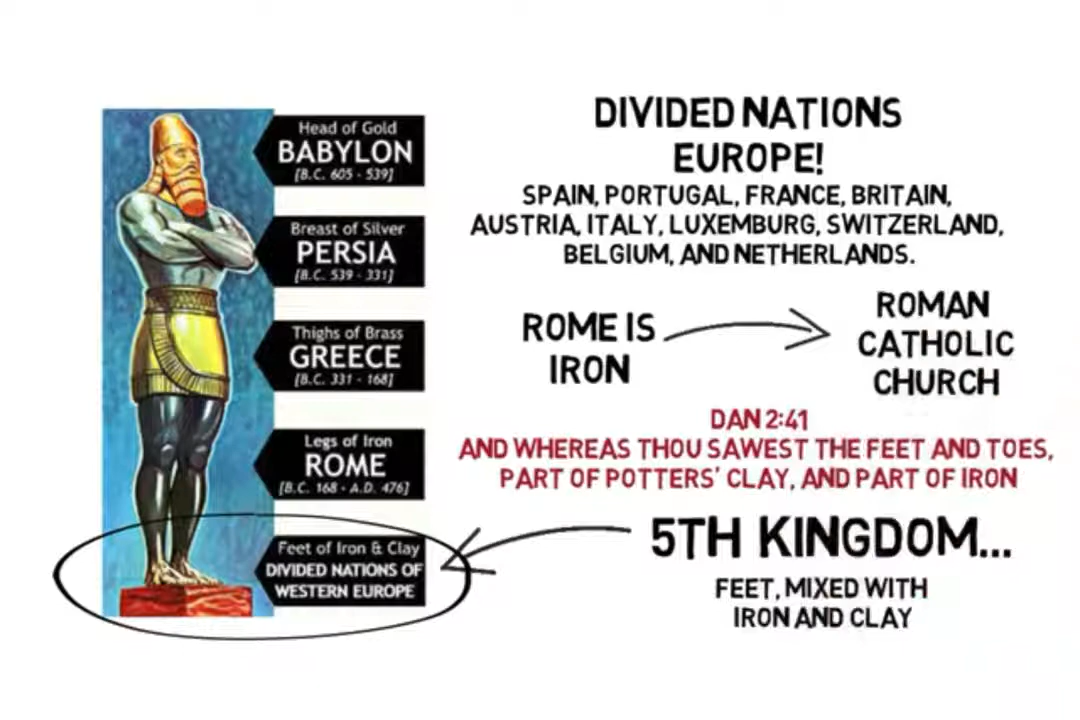 Head of Gold
BABYLON
[B.C. 605 - 539]
Breast of Silver
PERSIA
[B.C. 539 - 331]
Thighs of Brass
GREECE
[B.C. 331 - 168]
Legs of Iron
ROME
[B.C. 168 - A.D. 476]
Feet of Iron & Clay
DIVIDED NATIONS OF
WESTERN EUROPE
DIVIDED NATIONS
EUROPE!
SPAIN, PORTUGAL, FRANCE, BRITAIN,
AUSTRIA, ITALY, LUXEMBURG, SWITZERLAND,
BELGIUM, AND NETHERLANDS.
ROME IS
IRON
ROMAN
CATHOLIC
CHURCH
DAN 2:41
AND WHEREAS THOU SAWEST THE FEET AND TOES,
PART OF POTTERS' CLAY, AND PART OF IRON
5TH KINGDOM...
FEET, MIXED WITH
IRON AND CLAY